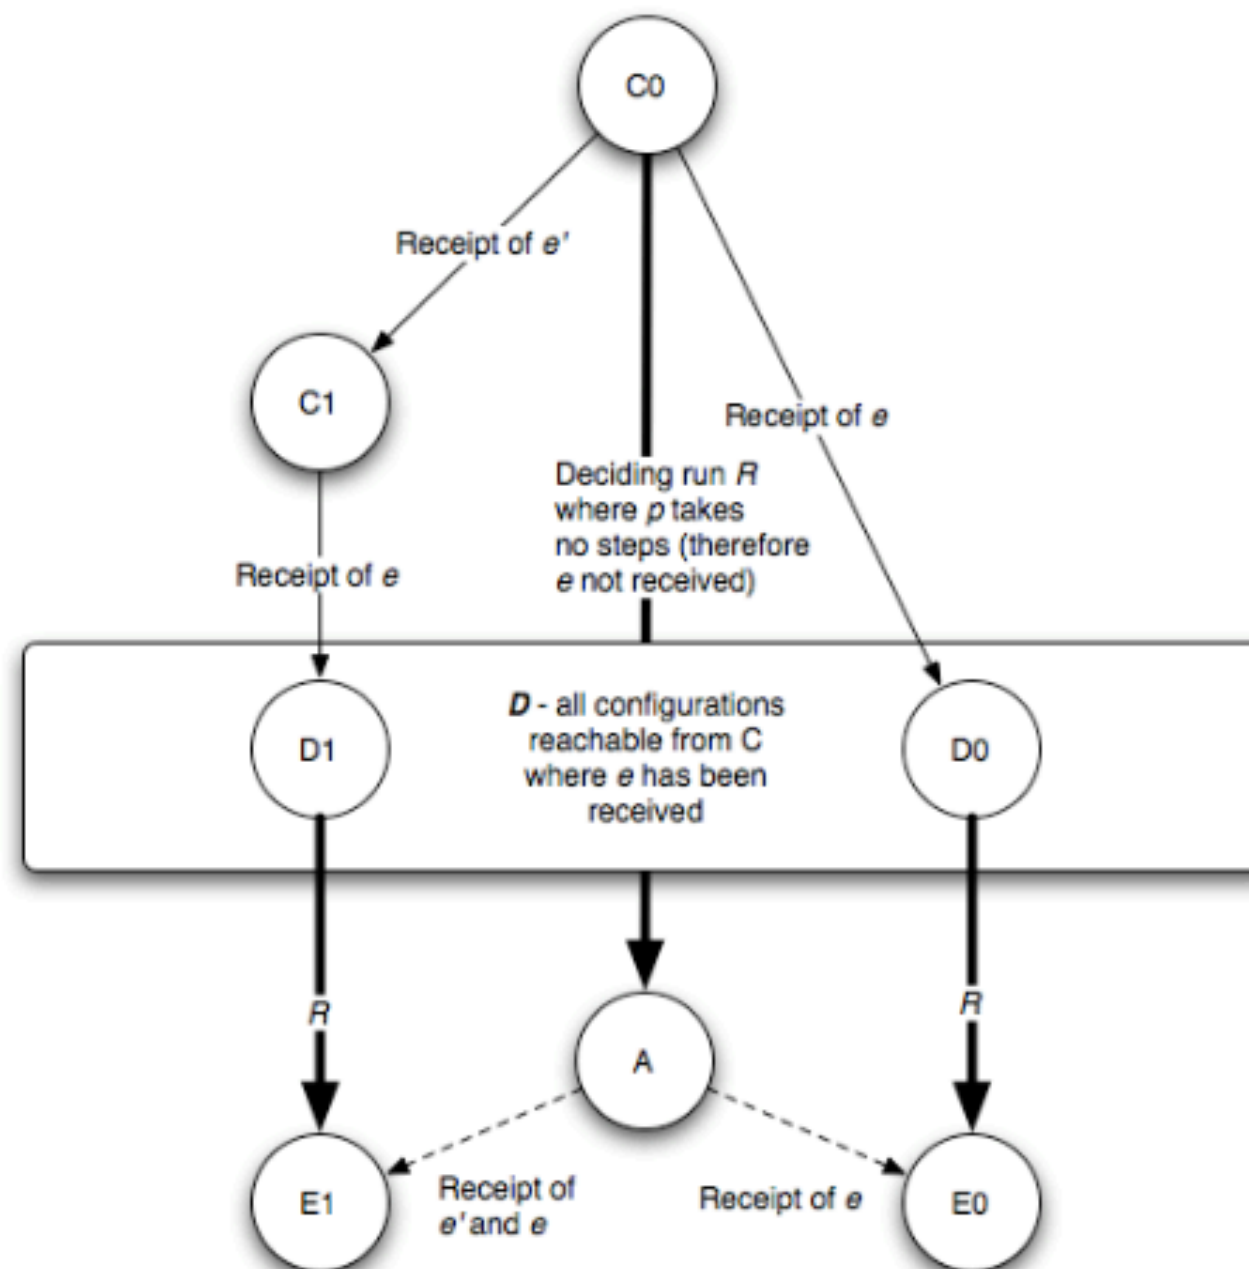 C0
Receipt of e'
C1
Receipt of e
Deciding run R
where p takes
no steps (therefore
e not received)
Receipt of e
D1
D - all configurations
reachable from C
where e has been
received
D0
R
R
A
E1
Receipt of
e' and e
Receipt of e
E0